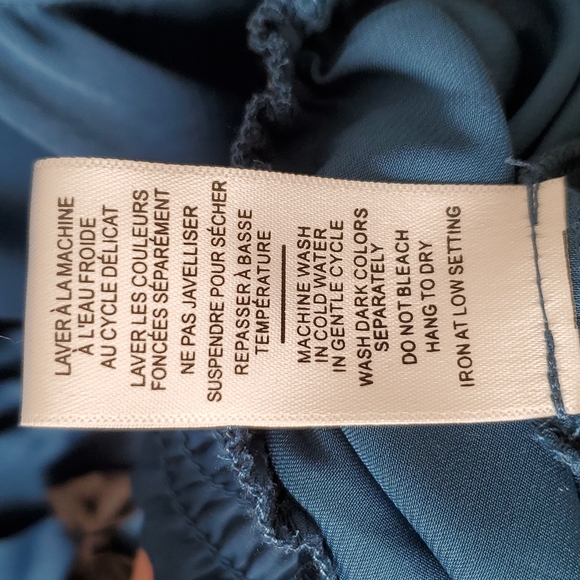 LAVER À LA MACHINE
À L'EAU FROIDE
AU CYCLE DÉLICAT
LAVER LES COULEURS
FONCÉES SÉPARÉMENT
NE PAS JAVELLISER
SUSPENDRE POUR SÉCHER
REPASSER À BASSE
TEMPÉRATURE
MACHINE WASH
IN COLD WATER
IN GENTLE CYCLE
WASH DARK COLORS
SEPARATELY
DO NOT BLEACH
HANG TO DRY
IRON AT LOW SETTING